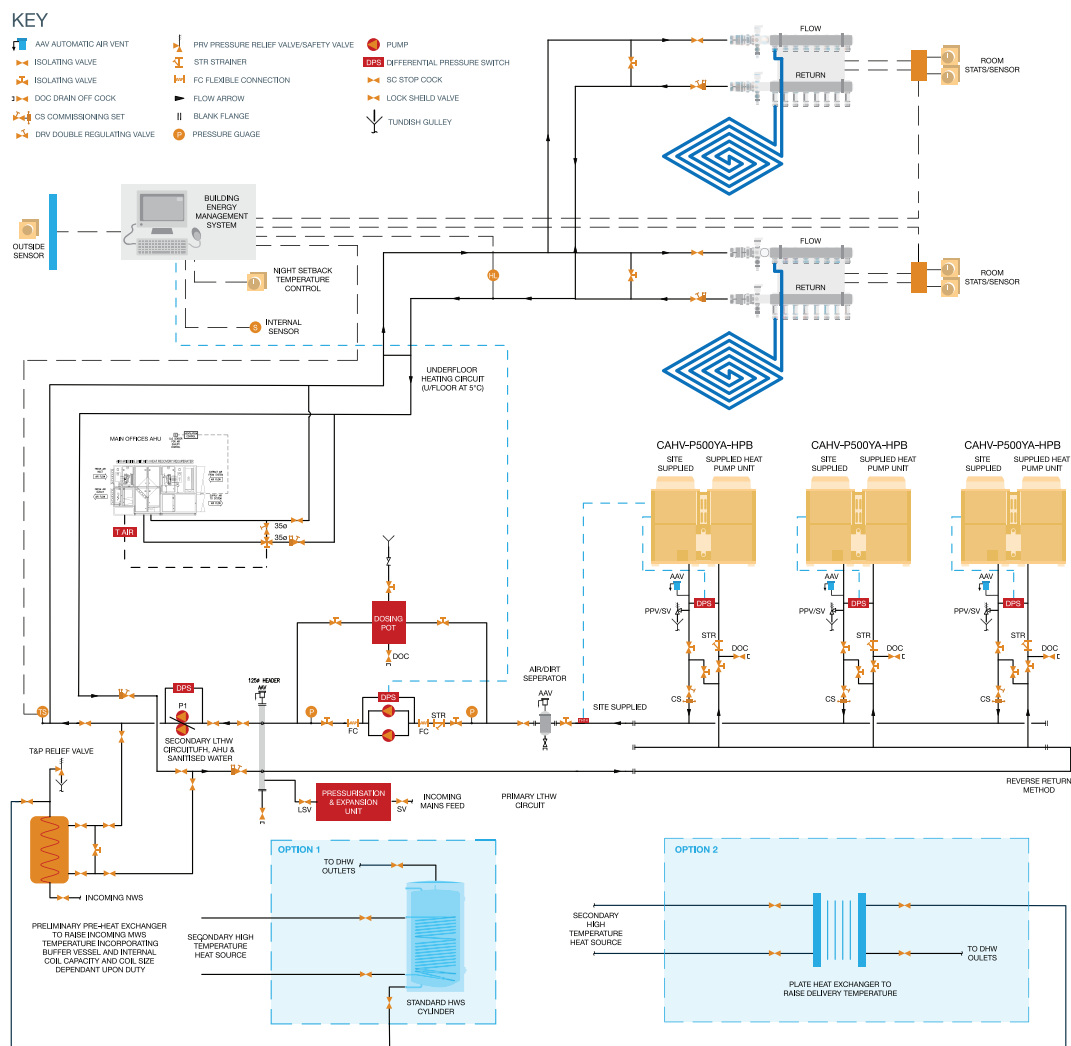 KEY
AAV AUTOMATIC AIR VENT
ISOLATING VALVE
ISOLATING VALVE
DOC DRAIN OFF COCK
CS COMMISSIONING SET
DRV DOUBLE REGULATING VALVE
PRV PRESSURE RELIEF VALVE/SAFETY VALVE
STR STRAINER
FC FLEXIBLE CONNECTION
FLOW ARROW
BLANK FLANGE
P PRESSURE GUAGE
PUMP
DPS DIFFERENTIAL PRESSURE SWITCH
SC STOP COCK
LOCK SHEILD VALVE
TUNDISH GULLEY
FLOW
RETURN
ROOM
STATS/SENSOR
OUTSIDE
SENSOR
BUILDING
ENERGY
MANAGEMENT
SYSTEM
NIGHT SETBACK
TEMPERATURE
CONTROL
S
INTERNAL
SENSOR
HL
FLOW
RETURN
ROOM
STATS/SENSOR
UNDERFLOOR
HEATING CIRCUIT
(U/FLOOR AT 5°C)
MAIN OFFICES AHU
T AIR
35ø
35ø
CAHV-P500YA-HPB
SITE
SUPPLIED
SUPPLIED HEAT
PUMP UNIT
CAHV-P500YA-HPB
SITE
SUPPLIED
SUPPLIED HEAT
PUMP UNIT
CAHV-P500YA-HPB
SITE
SUPPLIED
SUPPLIED HEAT
PUMP UNIT
AAV
DPS
PPV/SV
STR
DOC
CS
AAV
DPS
PPV/SV
STR
DOC
CS
AAV
DPS
PPV/SV
STR
DOC
CS
DOSING
POT
DOC
AIR/DIRT
SEPERATOR
AAV
SITE SUPPLIED
125ø HEADER
AAV
DPS
P1
TS
P
FC
DPS
STR
FC
P
SECONDARY LTHW
CIRCUITUFH, AHU &
SANITISED WATER
T&P RELIEF VALVE
LSV
PRESSURISATION
& EXPANSION
UNIT
SV
INCOMING
MAINS FEED
PRIMARY LTHW
CIRCUIT
REVERSE RETURN
METHOD
INCOMING NWS
PRELIMINARY PRE-HEAT EXCHANGER
TO RAISE INCOMING MWS
TEMPERATURE INCORPORATING
BUFFER VESSEL AND INTERNAL
COIL CAPACITY AND COIL SIZE
DEPENDANT UPON DUTY
OPTION 1
TO DHW
OUTLETS
SECONDARY HIGH
TEMPERATURE
HEAT SOURCE
STANDARD HWS
CYLINDER
OPTION 2
SECONDARY
HIGH
TEMPERATURE
HEAT SOURCE
TO DHW
OULETS
PLATE HEAT EXCHANGER TO
RAISE DELIVERY TEMPERATURE